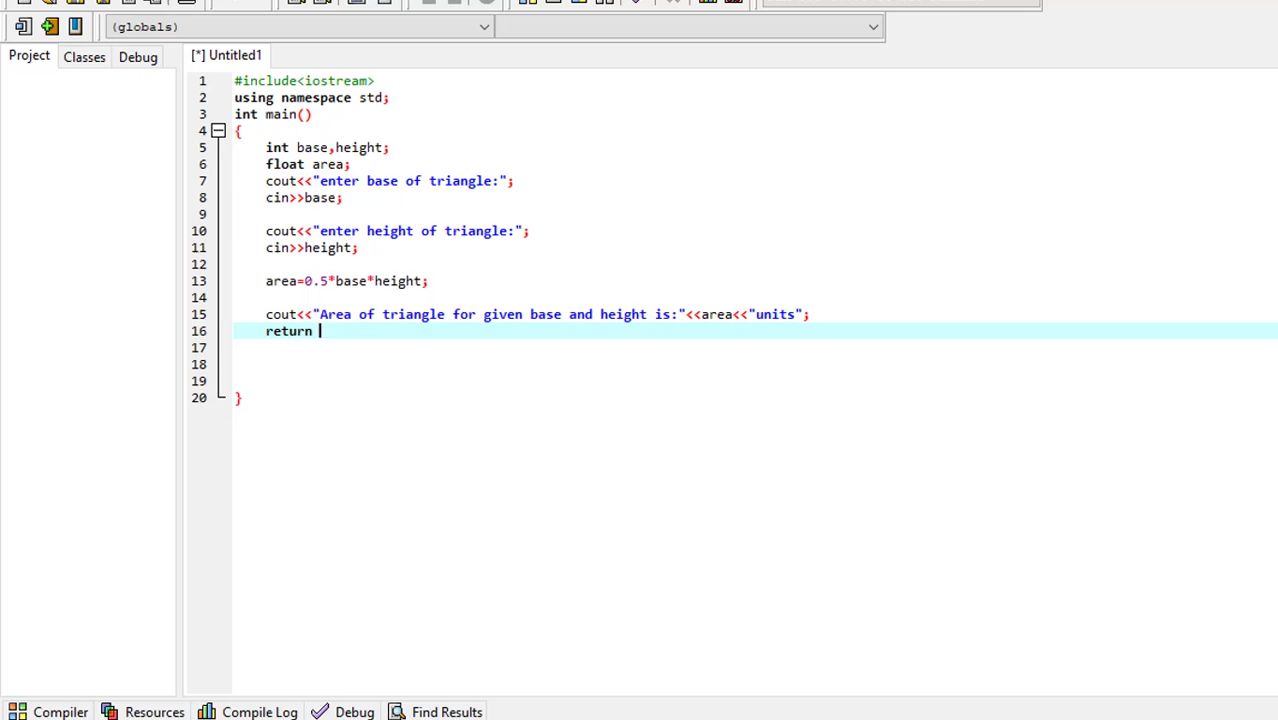 (globals)
Project Classes Debug [*] Untitled1
1 #include<iostream>
2 using namespace std;
3 int main()
4 {
5 int base,height;
6 float area;
7 cout<<"enter base of triangle:";
8 cin>>base;
9
10 cout<<"enter height of triangle:";
11 cin>>height;
12
13 area=0.5*base*height;
14
15 cout<<"Area of triangle for given base and height is:"<<area<<"units";
16 return
17
18
19
20 }
Compiler Resources Compile Log Debug Find Results